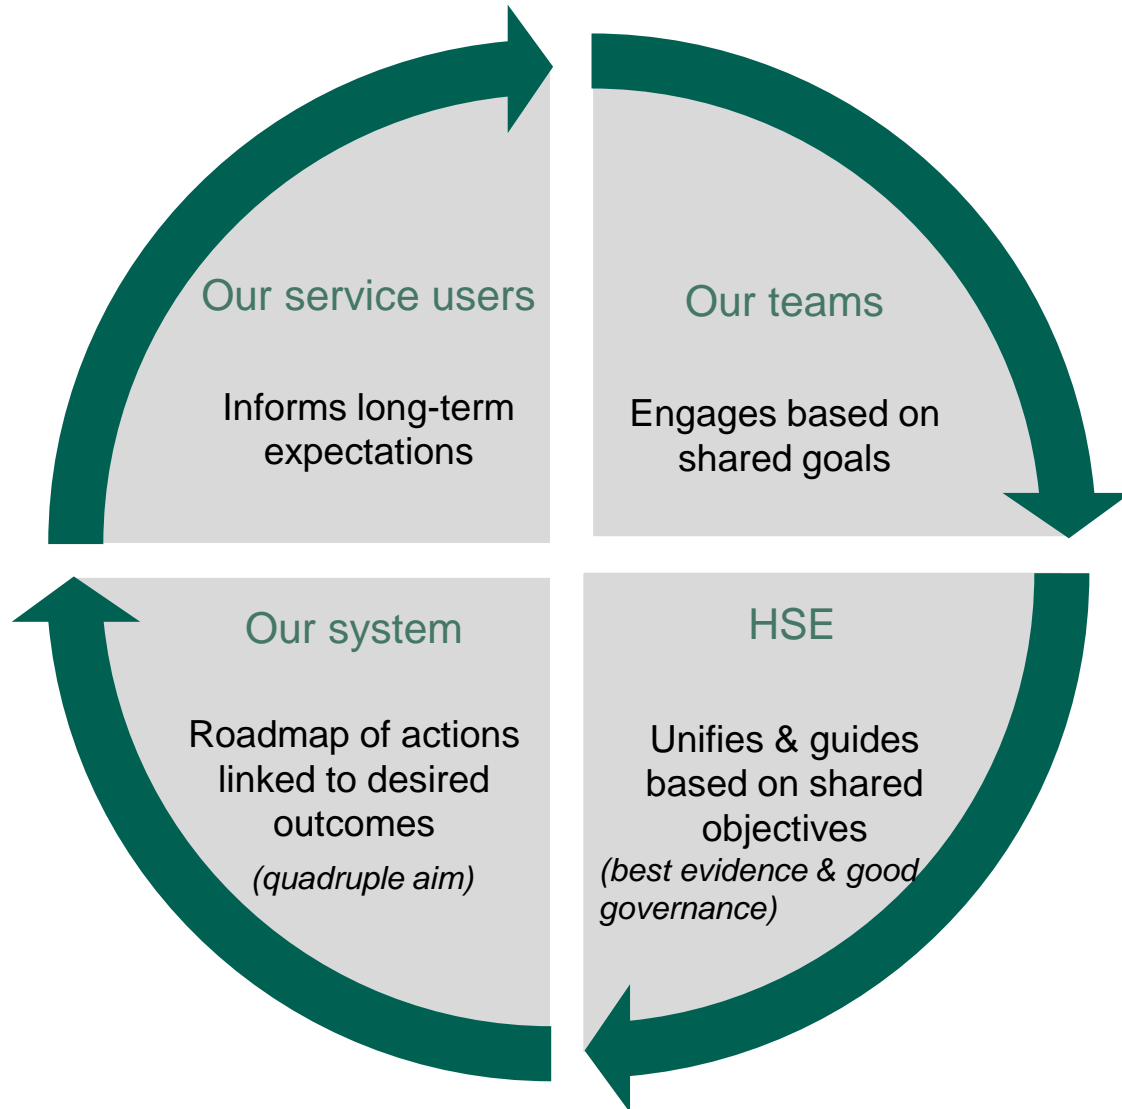 Our service users
Informs long-term
expectations
Our teams
Engages based on
shared goals
Our system
Roadmap of actions
linked to desired
outcomes
(quadruple aim)
HSE
Unifies & guides
based on shared
objectives
(best evidence & good
governance)